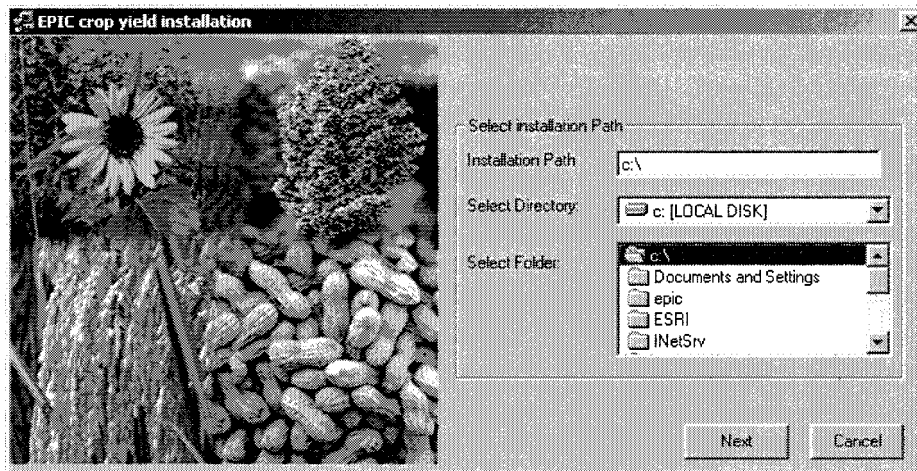 EPIC crop yield installation
Select installation Path
Installation Path
c:\
Select Directory:
c: [LOCAL DISK]
Select Folder:
c:\
Documents and Settings
epic
ESRI
INetSrv
Next
Cancel